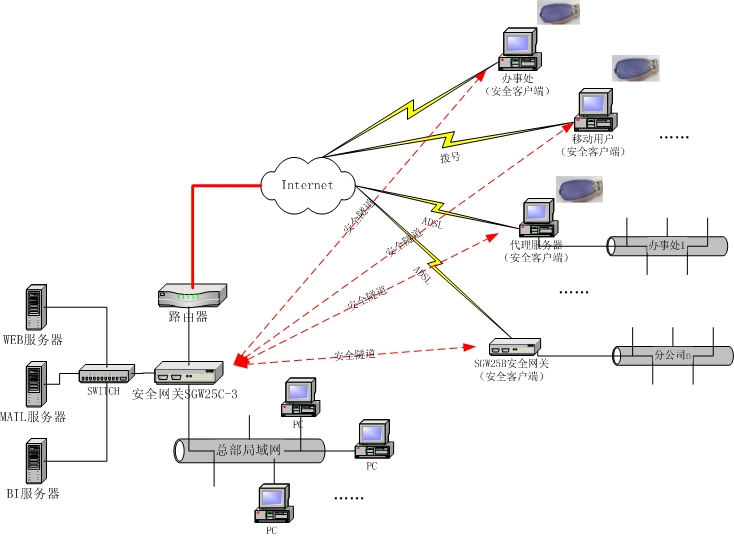 办事处
（安全客户端）
移动用户
（安全客户端）
……
拨号
Internet
安全隧道
ADSL
安全隧道
代理服务器
（安全客户端）
办事处1
ADSL
安全隧道
……
路由器
WEB服务器
安全隧道
SGW25B安全网关
（安全客户端）
分公司n
SWITCH
安全网关SGW25C-3
MAIL服务器
PC
总部局域网
PC
BI服务器
……
PC